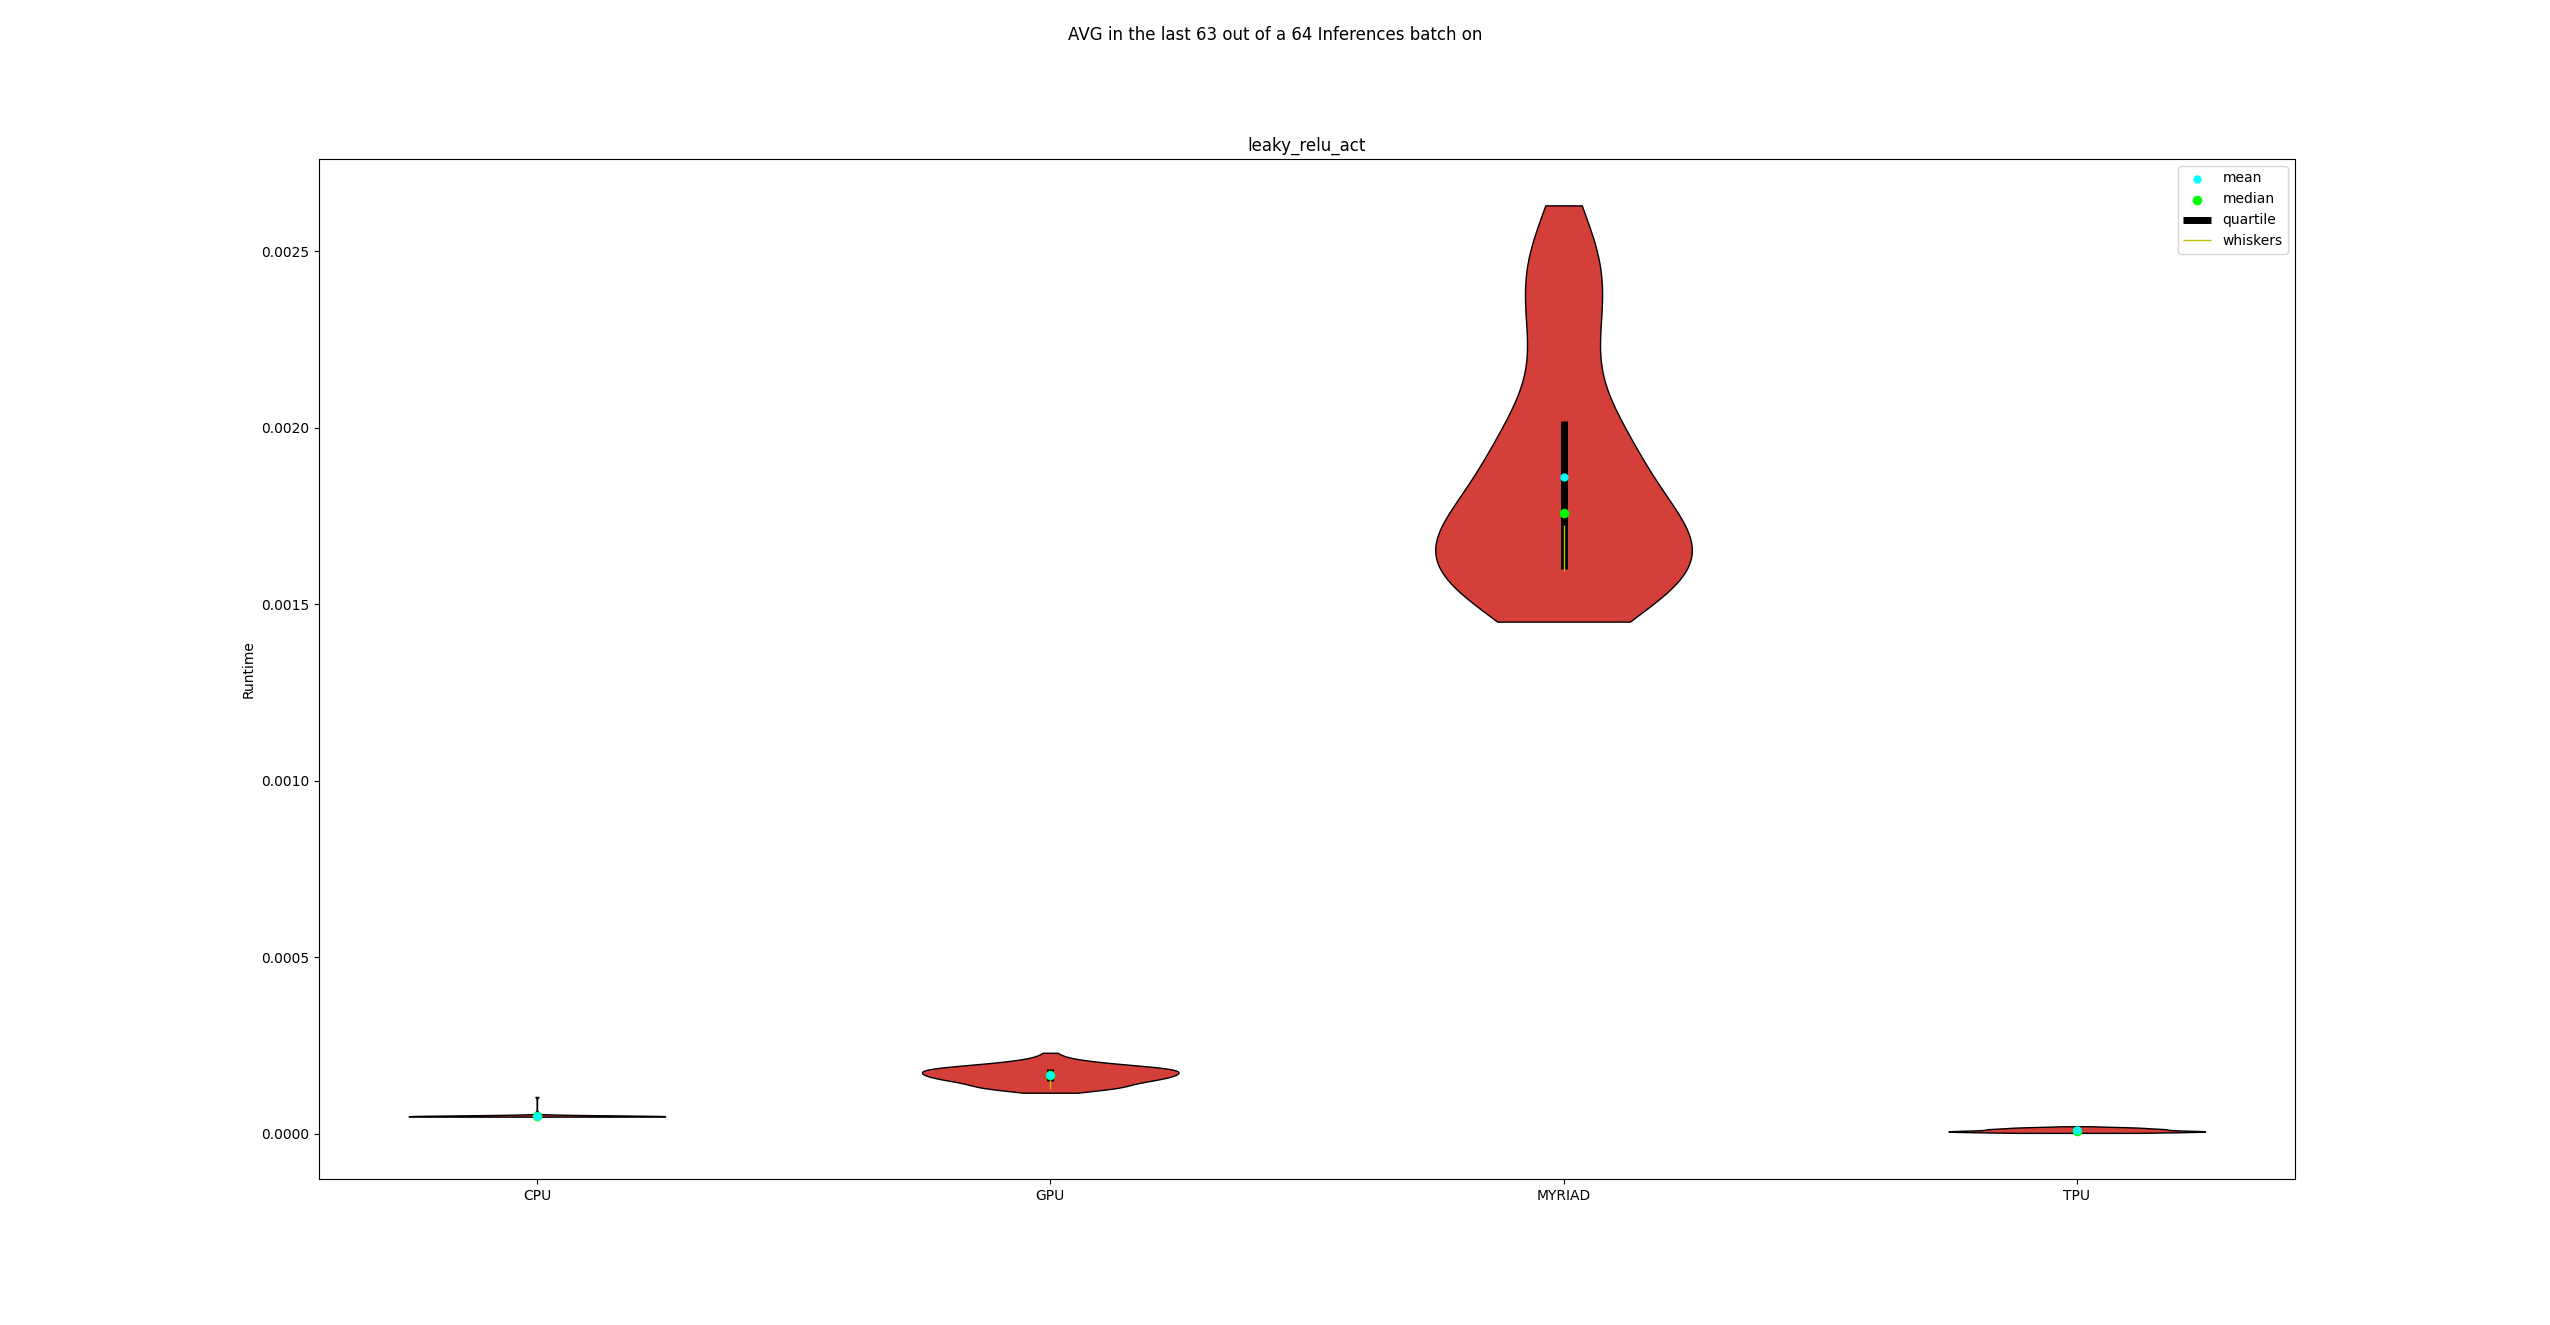 AVG in the last 63 out of a 64 Inferences batch on
leaky_relu_act
mean
median
quartile
whiskers
0.0025
0.0020
0.0015
0.0010
0.0005
0.0000
Runtime
CPU
GPU
MYRIAD
TPU